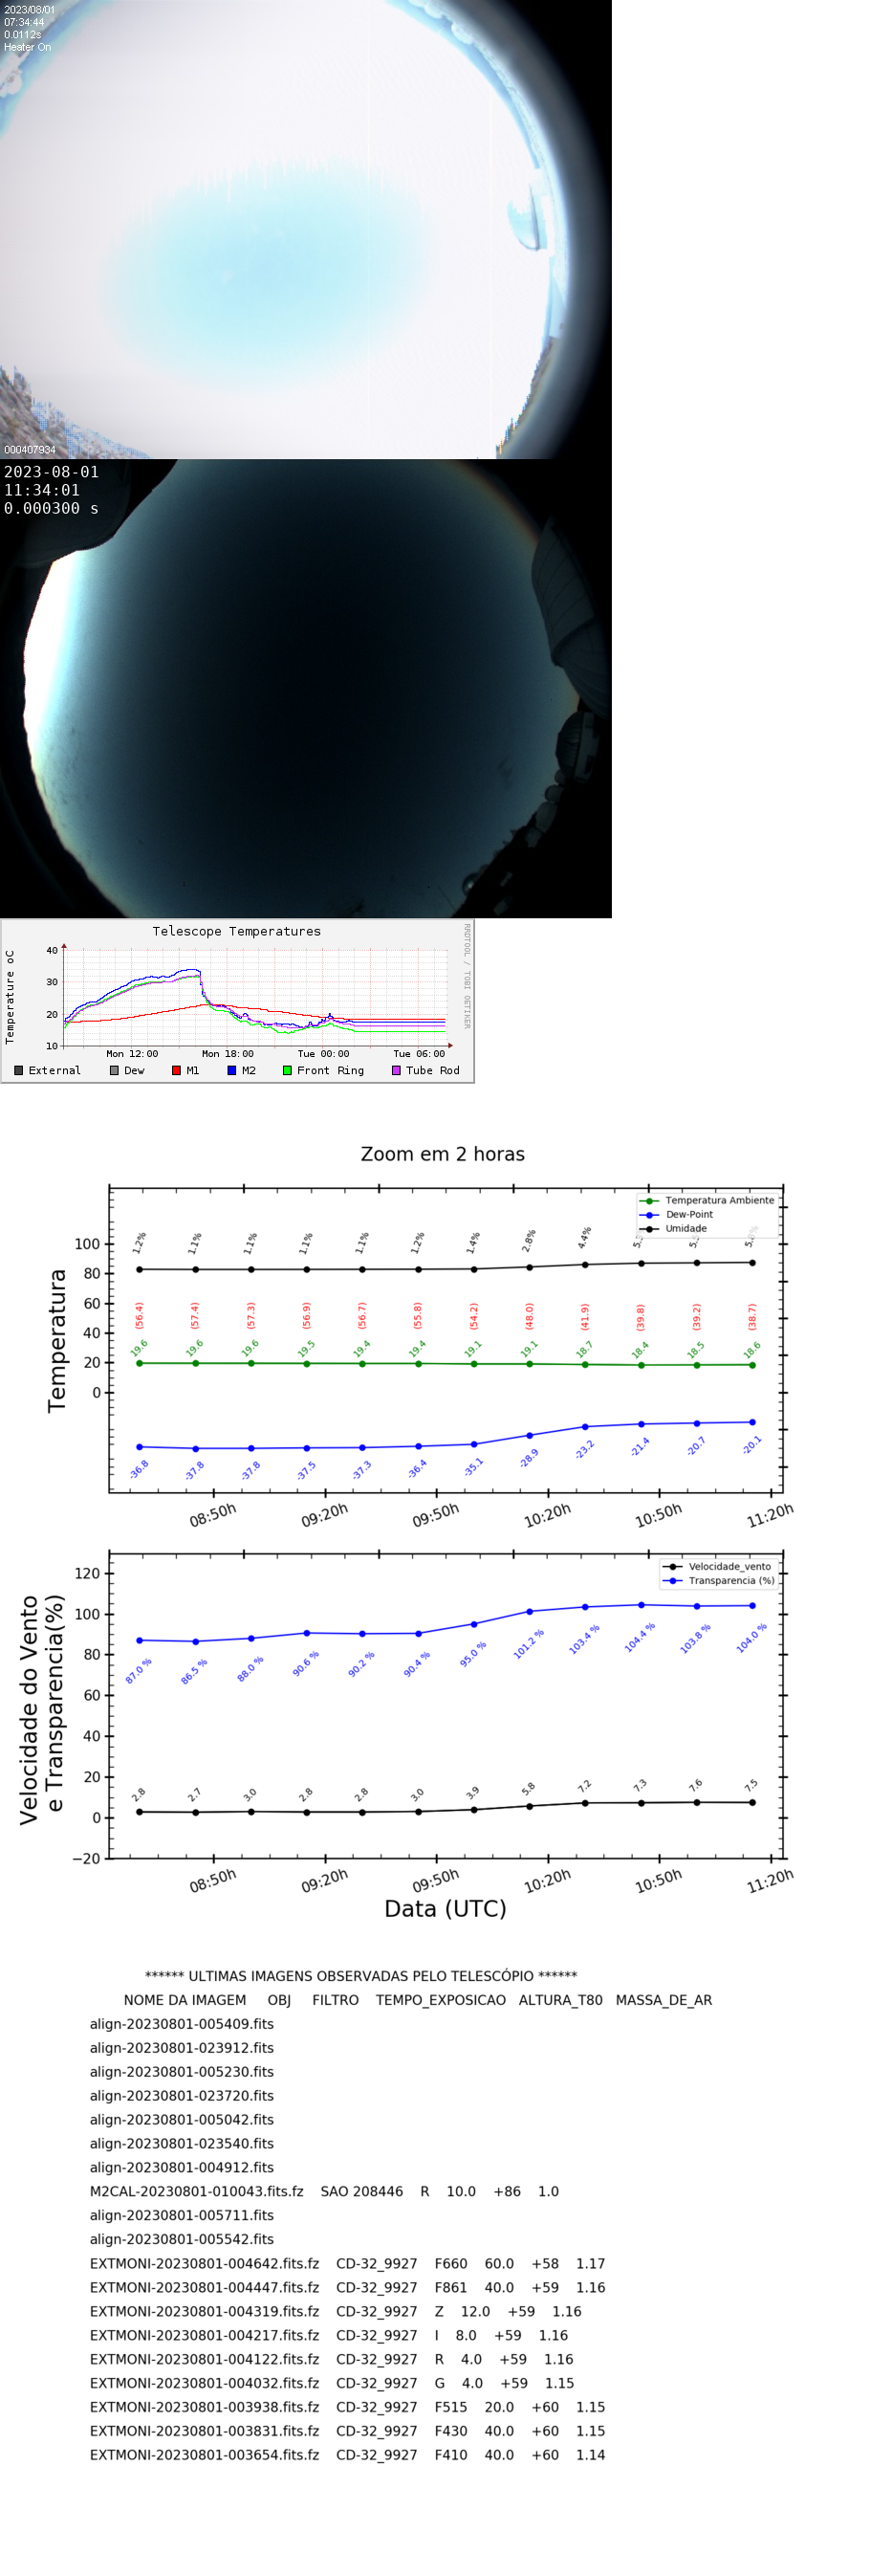 2023/08/01
07:34:44
0.0112s
Heater On
000407934
2023-08-01
11:34:01
0.000300 s
Telescope Temperatures
RRDTOOL / TOBI OETIKER
Temperature oC
40
30
20
10
Mon 12:00 Mon 18:00 Tue 00:00 Tue 06:00
External Dew M1 M2 Front Ring Tube Rod
Zoom em 2 horas
Temperatura Ambiente
Dew-Point
Umidade
Temperatura
100
80
60
40
20
0
1.2% 1.1% 1.1% 1.1% 1.1% 1.2% 1.4% 2.8% 4.4%
(56.4) (57.4) (57.3) (56.9) (56.7) (55.8) (54.2) (48.0) (41.9) (39.8) (39.2) (38.7)
19.6 19.6 19.6 19.5 19.4 19.4 19.1 19.1 18.7 18.4 18.5 18.6
-36.8 -37.8 -37.8 -37.5 -37.3 -36.4 -35.1 -28.9 -23.2 -21.4 -20.7 -20.1
08:50h 09:20h 09:50h 10:20h 10:50h 11:20h
Velocidade_vento
Transparencia (%)
Velocidade do Vento
e Transparencia(%)
120
100
80
60
40
20
0
−20
87.0 % 86.5 % 88.0 % 90.6 % 90.2 % 90.4 % 95.0 % 101.2 % 103.4 % 104.4 % 103.8 % 104.0 %
2.8 2.7 3.0 2.8 2.8 3.0 3.9 5.8 7.2 7.3 7.6 7.5
08:50h 09:20h 09:50h 10:20h 10:50h 11:20h
Data (UTC)
****** ULTIMAS IMAGENS OBSERVADAS PELO TELESCÓPIO ******
NOME DA IMAGEM OBJ FILTRO TEMPO_EXPOSICAO ALTURA_T80 MASSA_DE_AR
align-20230801-005409.fits
align-20230801-023912.fits
align-20230801-005230.fits
align-20230801-023720.fits
align-20230801-005042.fits
align-20230801-023540.fits
align-20230801-004912.fits
M2CAL-20230801-010043.fits.fz SAO 208446 R 10.0 +86 1.0
align-20230801-005711.fits
align-20230801-005542.fits
EXTMONI-20230801-004642.fits.fz CD-32_9927 F660 60.0 +58 1.17
EXTMONI-20230801-004447.fits.fz CD-32_9927 F861 40.0 +59 1.16
EXTMONI-20230801-004319.fits.fz CD-32_9927 Z 12.0 +59 1.16
EXTMONI-20230801-004217.fits.fz CD-32_9927 I 8.0 +59 1.16
EXTMONI-20230801-004122.fits.fz CD-32_9927 R 4.0 +59 1.16
EXTMONI-20230801-004032.fits.fz CD-32_9927 G 4.0 +59 1.15
EXTMONI-20230801-003938.fits.fz CD-32_9927 F515 20.0 +60 1.15
EXTMONI-20230801-003831.fits.fz CD-32_9927 F430 40.0 +60 1.15
EXTMONI-20230801-003654.fits.fz CD-32_9927 F410 40.0 +60 1.14